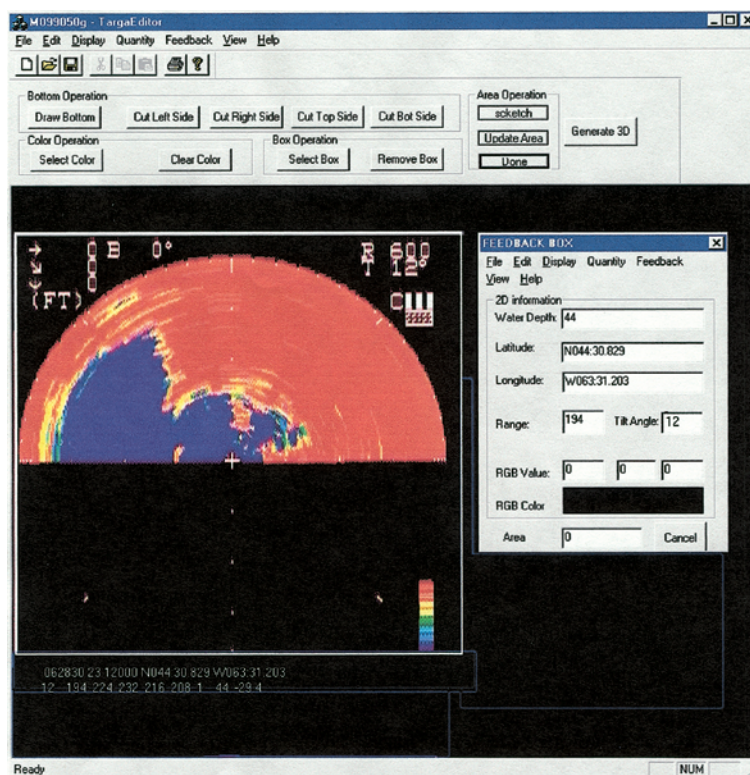 M099050g - TargaEditor
File Edit Display Quantity Feedback View Help
Bottom Operation
Draw Bottom Cut Left Side Cut Right Side Cut Top Side Cut Bot Side
Area Operation
scketch
Update Area
Done
Generate 3D
Color Operation
Select Color Clear Color
Box Operation
Select Box Remove Box
0 B 0°
0
0
(FT)
R 600
T 12°
C
FEEDBACK BOX
File Edit Display Quantity Feedback
View Help
2D information
Water Depth: 44
Latitude: N044:30.829
Longitude: W063:31.203
Range: 194 Tilt Angle: 12
RGB Value: 0 0 0
RGB Color
Area 0 Cancel
062830 23.12000 N044:30.829 W063:31.203
12 194 224 232 216 208 1 44 -29.4
Ready
NUM